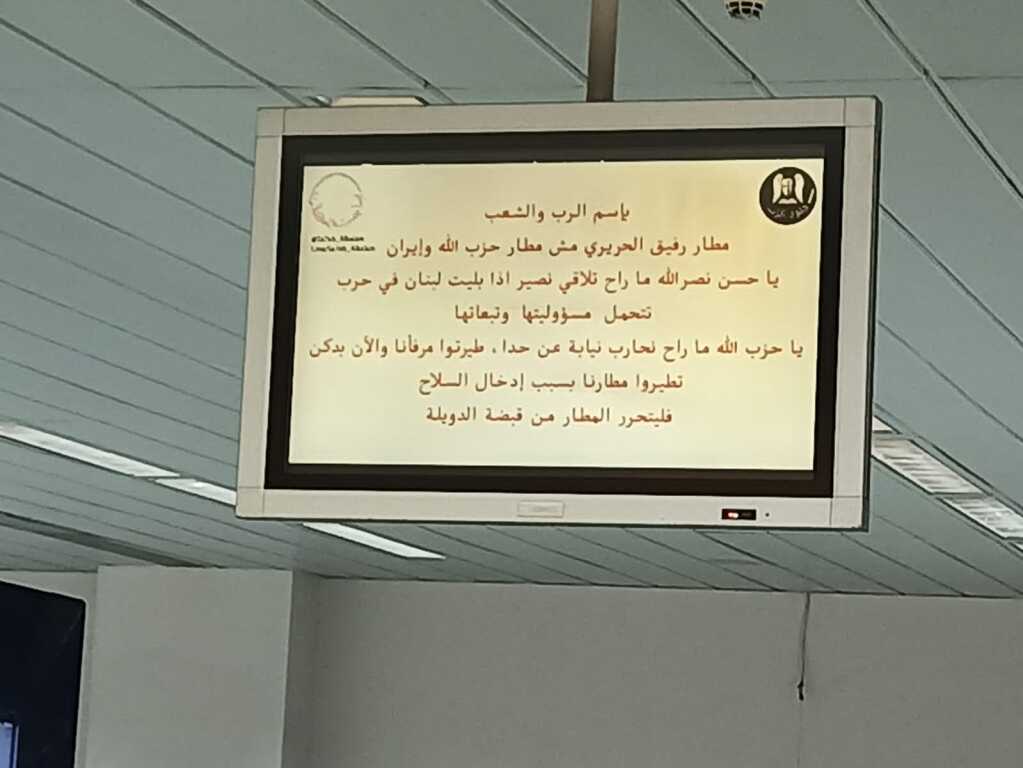 بإسم الرب والشعب
مطار رفيق الحريري مش مطار حزب الله وإيران
يا حسن نصرالله ما راح تلاقي نصير اذا بليت لبنان في حرب
تتحمل مسؤوليتها وتبعاتها
يا حزب الله ما راح نحارب نيابة عن حدا ، طيرتوا مرفأنا والآن بدكن
تطيروا مطارنا بسبب إدخال السلاح
فليتحرر المطار من قبضة الدويلة